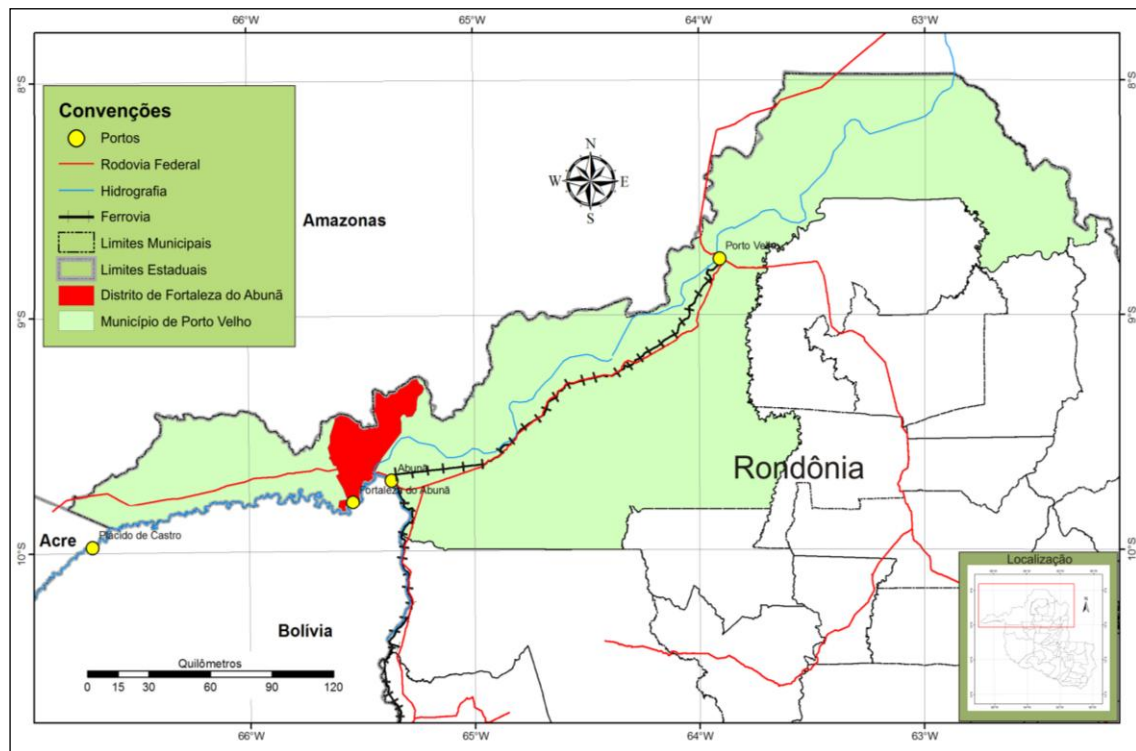 66°W
65°W
64°W
63°W
8°S
8°S
Convenções
Portos
Rodovia Federal
Hidrografia
Ferrovia
Limites Municipais
Limites Estaduais
Distrito de Fortaleza do Abunã
Município de Porto Velho
N
W
E
S
Amazonas
Porto Velho
9°S
9°S
Rondônia
Abunã
Fortaleza do Abunã
Plácido de Castro
Acre
10°S
10°S
Bolívia
Localização
N
Quilômetros
0 15 30 60 90 120
66°W
65°W
64°W
63°W